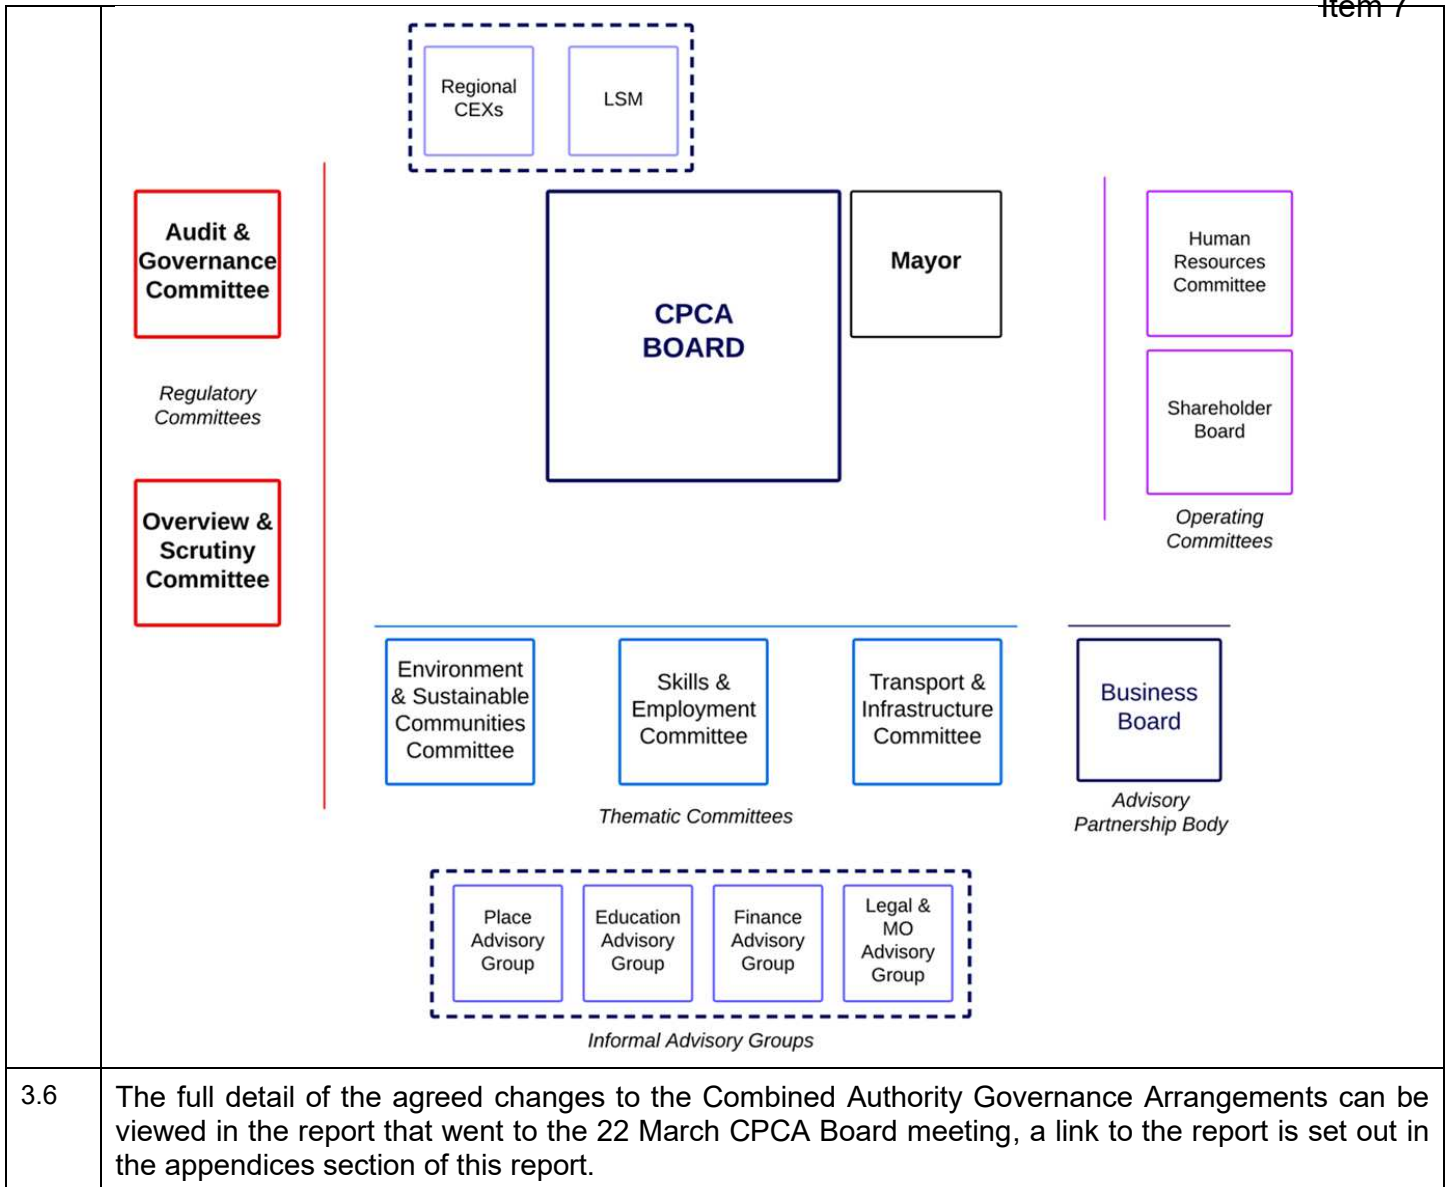 Item 7
Regional
CEXs
LSM
Audit &
Governance
Committee
Regulatory
Committees
Overview &
Scrutiny
Committee
CPCA
BOARD
Mayor
Human
Resources
Committee
Shareholder
Board
Operating
Committees
Environment
& Sustainable
Communities
Committee
Skills &
Employment
Committee
Transport &
Infrastructure
Committee
Thematic Committees
Business
Board
Advisory
Partnership Body
Place
Advisory
Group
Education
Advisory
Group
Finance
Advisory
Group
Legal &
MO
Advisory
Group
Informal Advisory Groups
3.6
The full detail of the agreed changes to the Combined Authority Governance Arrangements can be
viewed in the report that went to the 22 March CPCA Board meeting, a link to the report is set out in
the appendices section of this report.